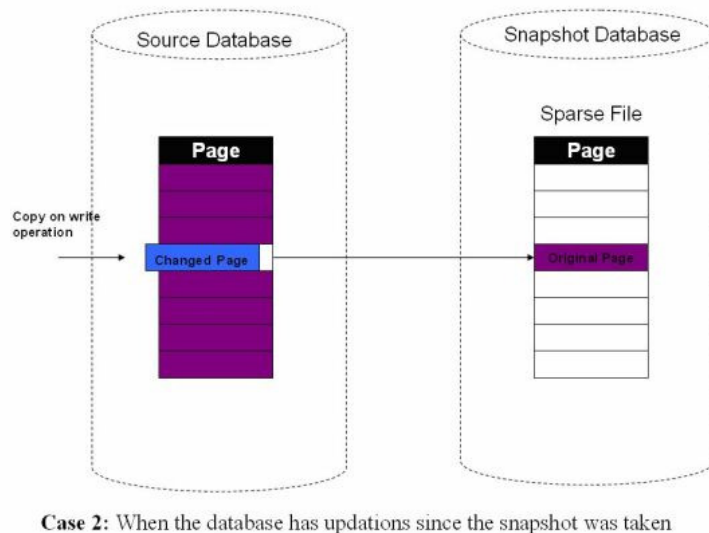 Source Database
Snapshot Database
Sparse File
Page
Page
Copy on write
operation
Changed Page
Original Page
Case 2: When the database has updations since the snapshot was taken